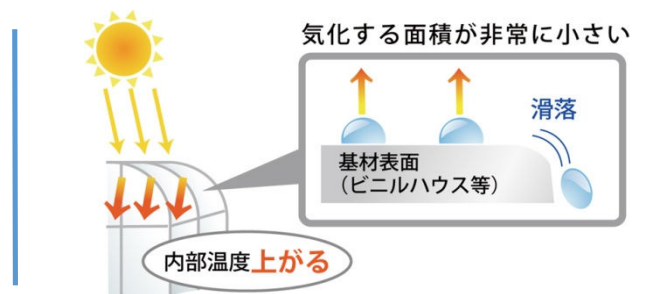 気化する面積が非常に小さい
滑落
基材表面
（ビニルハウス等）
内部温度上がる